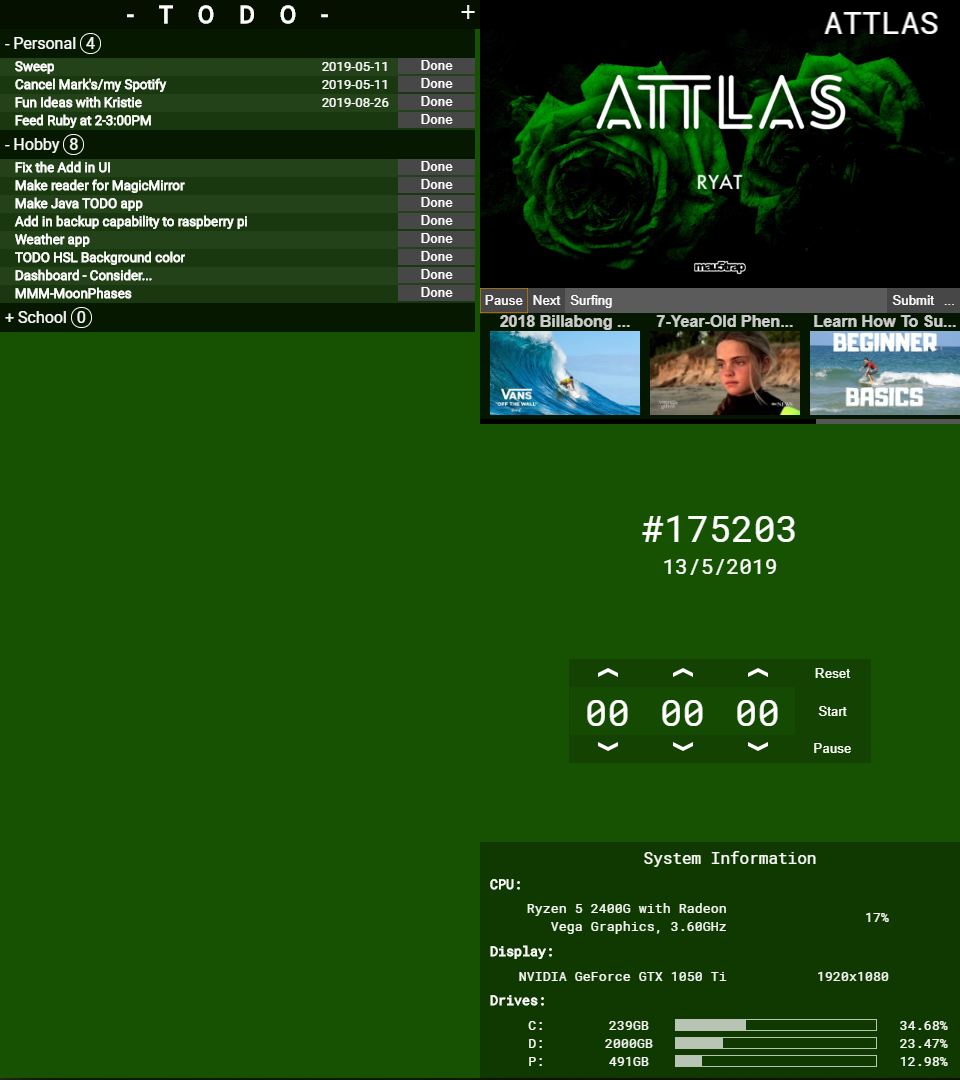 - T O D O -
+
- Personal 4
Sweep 2019-05-11 Done
Cancel Mark's/my Spotify 2019-05-11 Done
Fun Ideas with Kristie 2019-08-26 Done
Feed Ruby at 2-3:00PM Done
- Hobby 8
Fix the Add in UI Done
Make reader for MagicMirror Done
Make Java TODO app Done
Add in backup capability to raspberry pi Done
Weather app Done
TODO HSL Background color Done
Dashboard - Consider... Done
MMM-MoonPhases Done
+ School 0
ATTLAS
ATTLAS
RYAT
mau5trap
Pause Next Surfing Submit ...
2018 Billabong ... 7-Year-Old Phen... Learn How To Su...
VANS
"OFF THE WALL"
NEWS
BEGINNER
BASICS
#175203
13/5/2019
Reset
00 00 00 Start
Pause
System Information
CPU:
Ryzen 5 2400G with Radeon
Vega Graphics, 3.60GHz 17%
Display:
NVIDIA GeForce GTX 1050 Ti 1920x1080
Drives:
C: 239GB 34.68%
D: 2000GB 23.47%
P: 491GB 12.98%